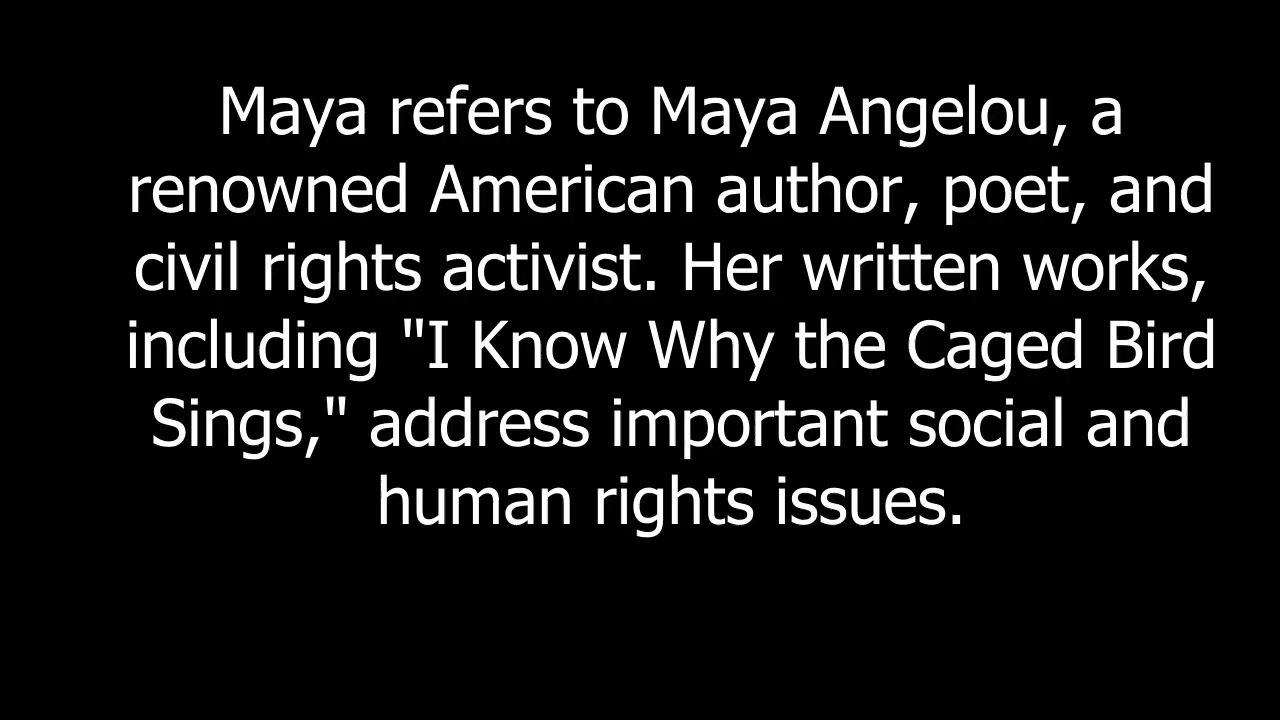 Maya refers to Maya Angelou, a
renowned American author, poet, and
civil rights activist. Her written works,
including "I Know Why the Caged Bird
Sings," address important social and
human rights issues.